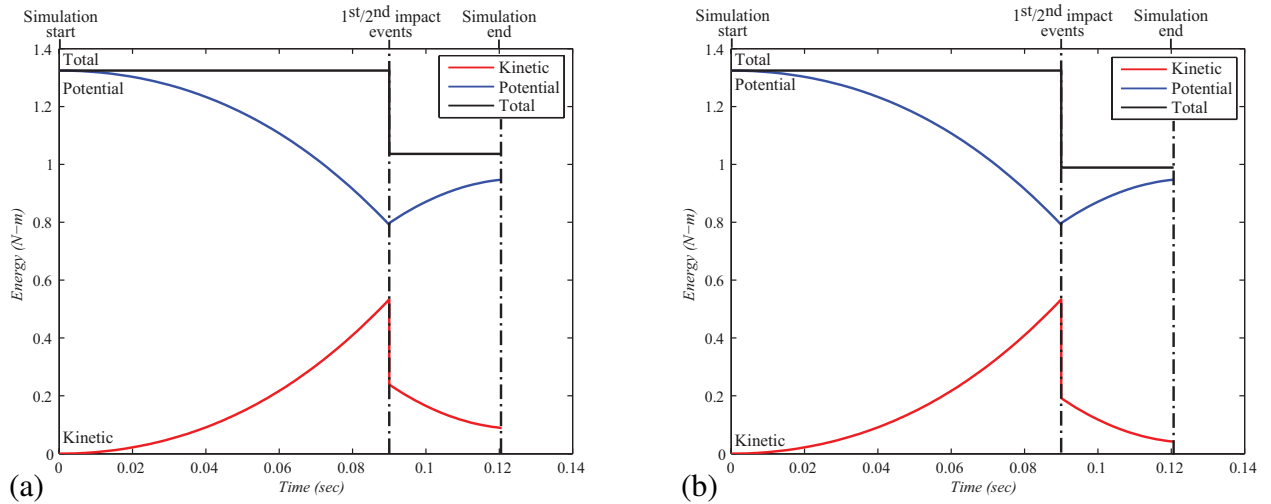 Simulation start
1st/2nd impact events
Simulation end
1.4
1.2
1
0.8
0.6
0.4
0.2
0
Energy (N−m)
Total
Potential
Kinetic
Kinetic
Potential
Total
0
0.02
0.04
0.06
0.08
0.1
0.12
0.14
Time (sec)
(a)
Simulation start
1st/2nd impact events
Simulation end
1.4
1.2
1
0.8
0.6
0.4
0.2
0
Energy (N−m)
Total
Potential
Kinetic
Kinetic
Potential
Total
0
0.02
0.04
0.06
0.08
0.1
0.12
0.14
Time (sec)
(b)